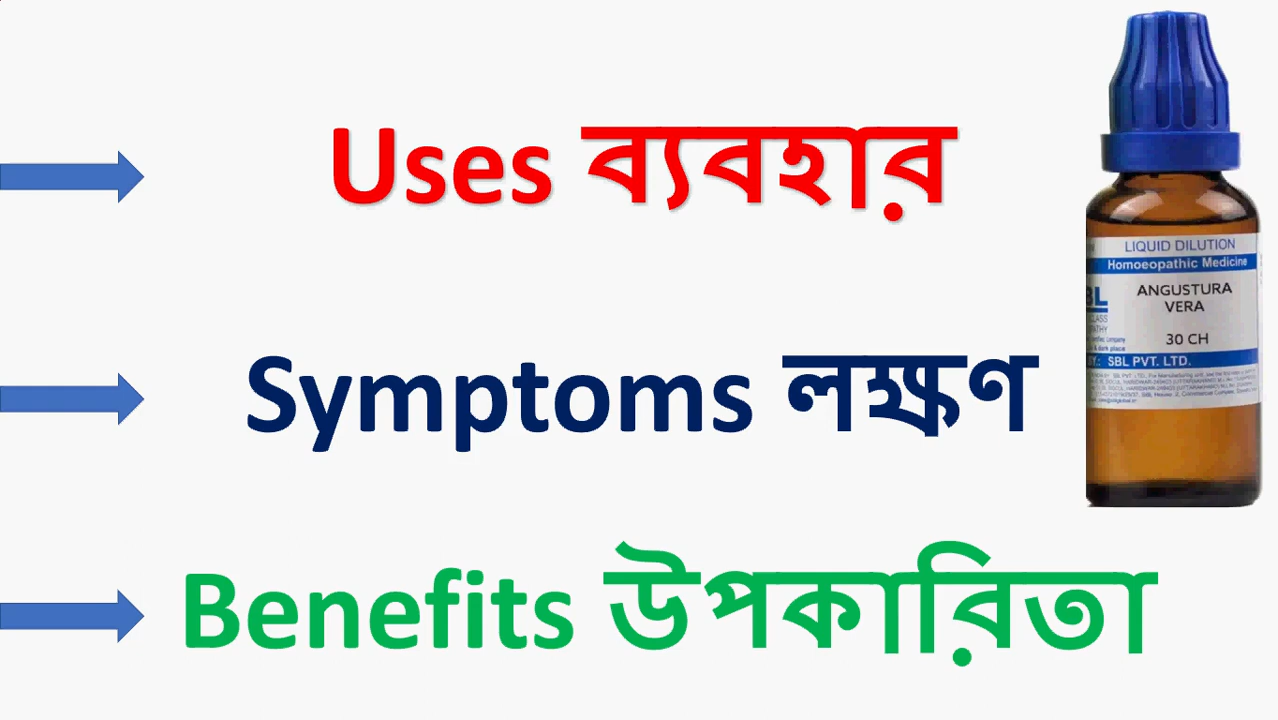 Uses ব্যবহার
Symptoms লক্ষণ
Benefits উপকারিতা
LIQUID DILUTION
Homoeopathic Medicine
ANGUSTURA
VERA
30 CH
SBL PVT. LTD.